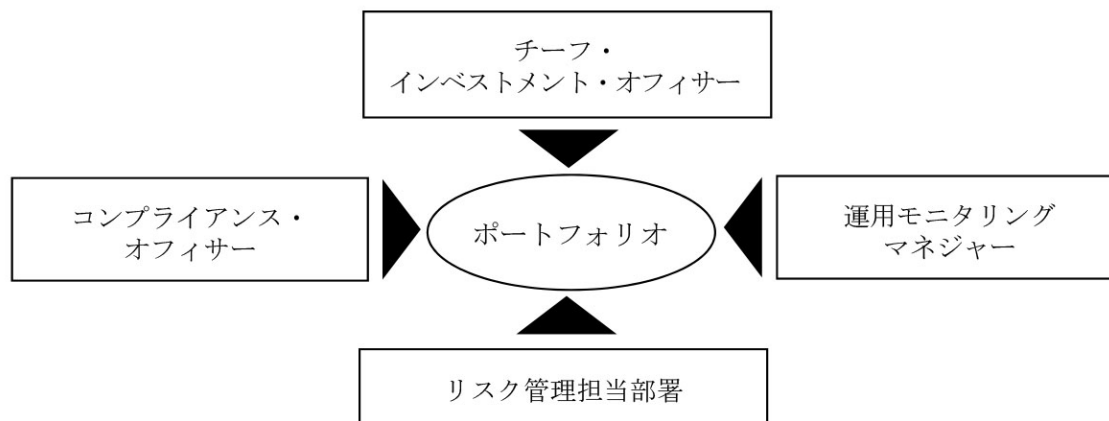 チーフ・
インベストメント・オフィサー
コンプライアンス・
オフィサー
ポートフォリオ
運用モニタリング
マネジャー
リスク管理担当部署